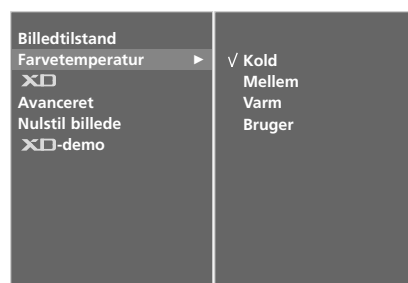 Billedtilstand
Farvetemperatur ►
XD
Avanceret
Nulstil billede
XD-demo
√ Kold
Mellem
Varm
Bruger